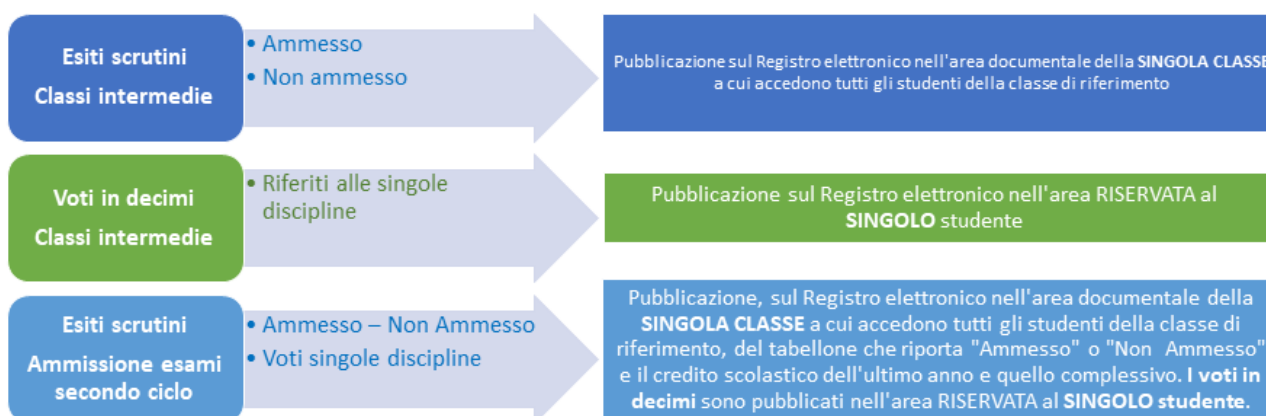 Esiti scrutini
Classi intermedie
• Ammesso
• Non ammesso
Pubblicazione sul Registro elettronico nell'area documentale della SINGOLA CLASSE
a cui accedono tutti gli studenti della classe di riferimento
Voti in decimi
Classi intermedie
• Riferiti alle singole
discipline
Pubblicazione sul Registro elettronico nell'area RISERVATA al
SINGOLO studente
Esiti scrutini
Ammissione esami
secondo ciclo
• Ammesso – Non Ammesso
• Voti singole discipline
Pubblicazione, sul Registro elettronico nell'area documentale della
SINGOLA CLASSE a cui accedono tutti gli studenti della classe di
riferimento, del tabellone che riporta "Ammesso" o "Non Ammesso"
e il credito scolastico dell'ultimo anno e quello complessivo. I voti in
decimi sono pubblicati nell'area RISERVATA al SINGOLO studente.